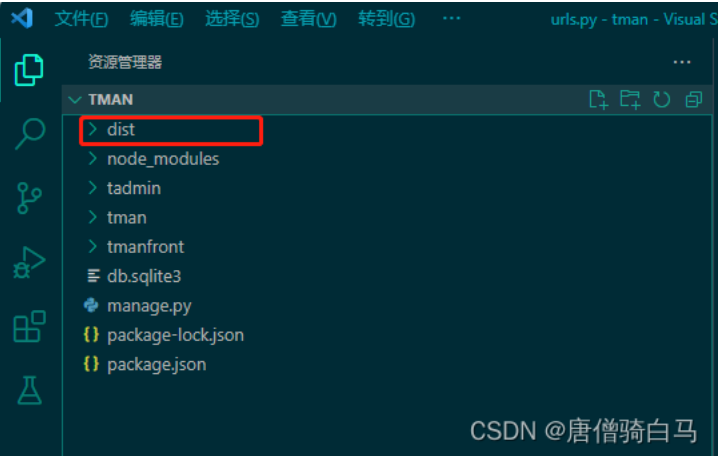 文件(F) 编辑(E) 选择(S) 查看(V) 转到(G) ··· urls.py - tman - Visual S
资源管理器 ···
TMAN
dist
node_modules
tadmin
tman
tmanfront
db.sqlite3
manage.py
{} package-lock.json
{} package.json
CSDN @唐僧骑白马